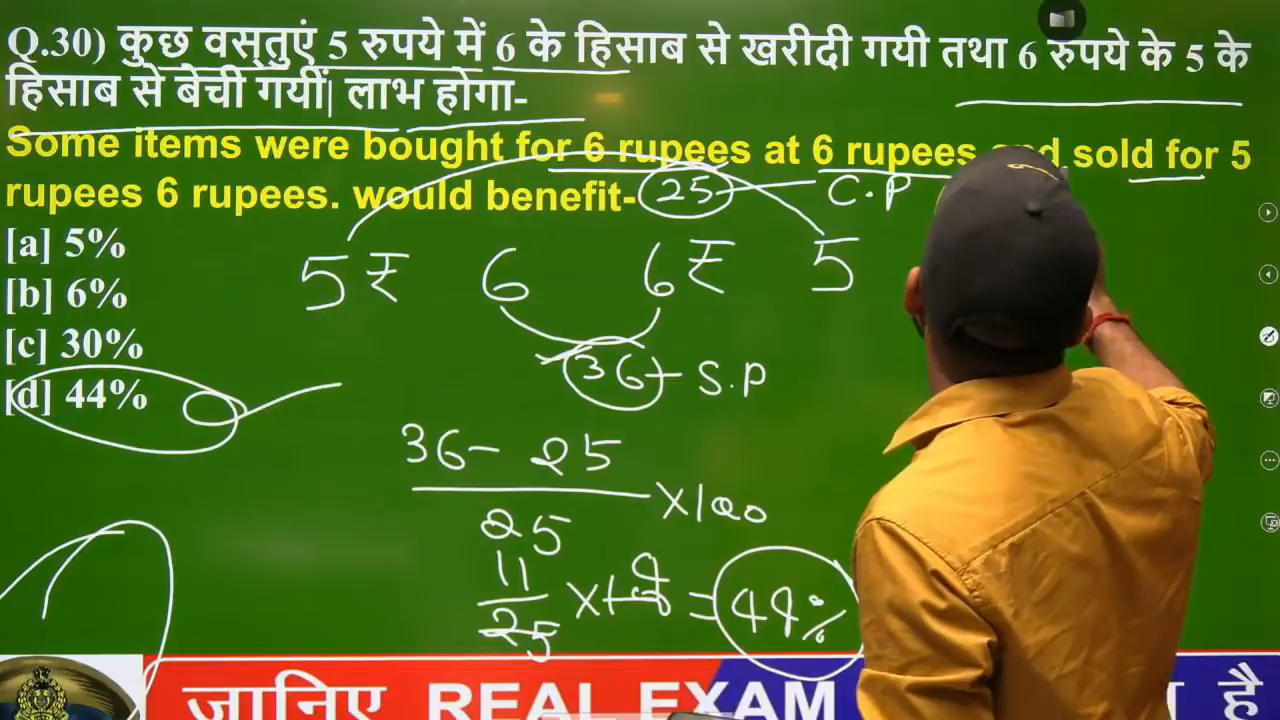 Q.30) कुछ वस्तुएं 5 रुपये में 6 के हिसाब से खरीदी गयी तथा 6 रुपये के 5 के
हिसाब से बेची गयीं| लाभ होगा-
Some items were bought for 6 rupees at 6 rupees and sold for 5
rupees 6 rupees. would benefit-
25 C.P
[a] 5%
5₹ 6 6₹ 5
[b] 6%
[c] 30%
36 S.P
[d] 44%
36- 25
25
X100
11
25
X100 = 44%
जानिए REAL EXAM
है